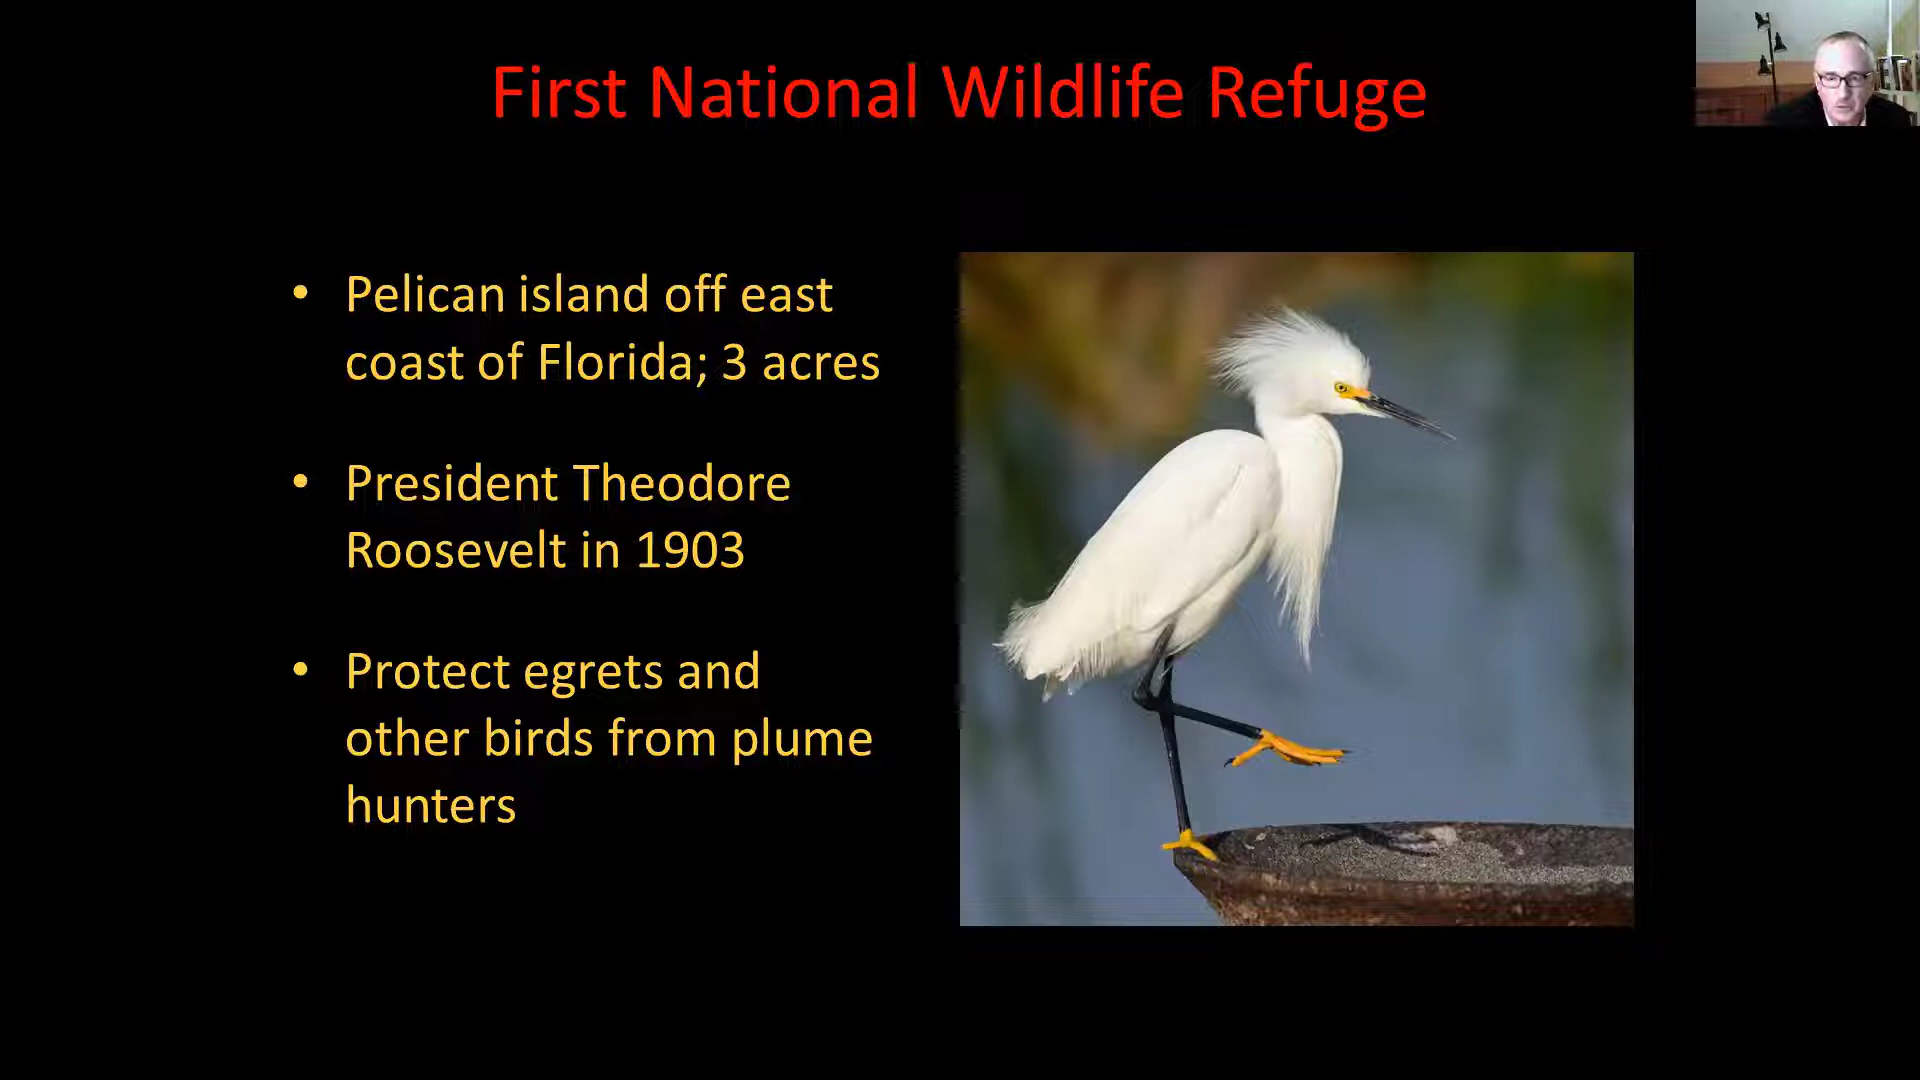 First National Wildlife Refuge
• Pelican island off east
coast of Florida; 3 acres
• President Theodore
Roosevelt in 1903
• Protect egrets and
other birds from plume
hunters